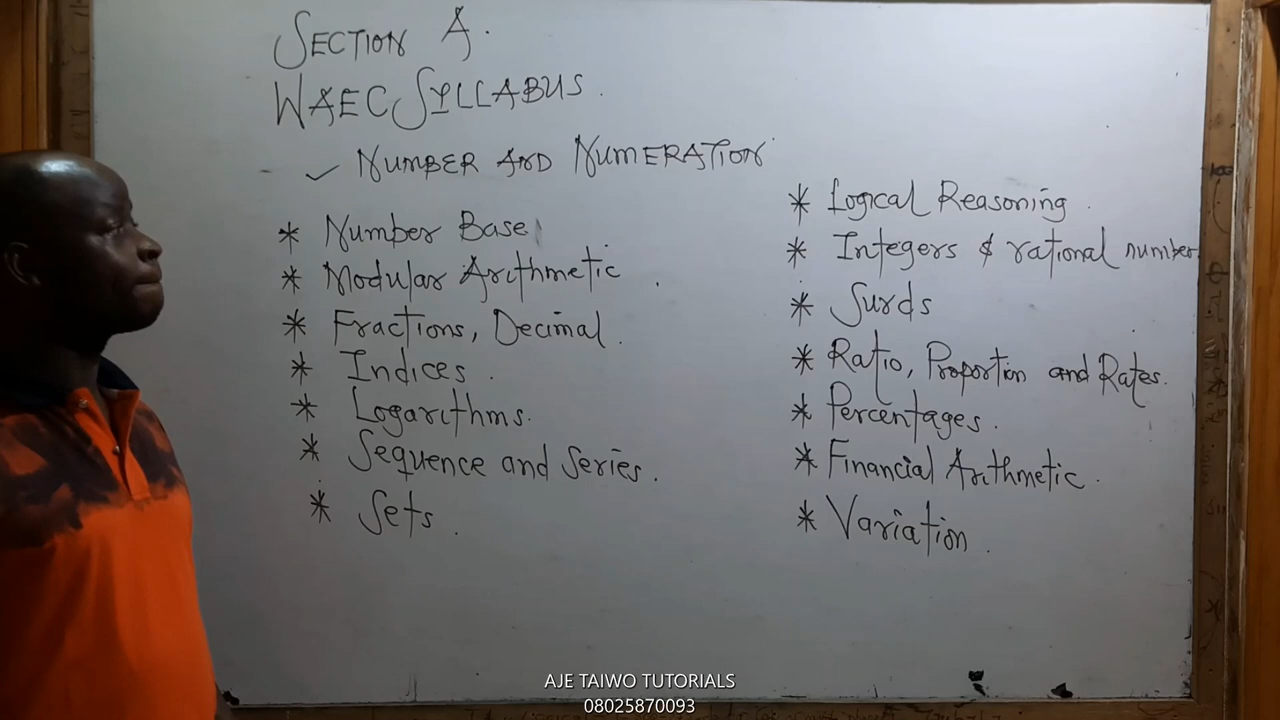 SECTION A.
WAEC SYLLABUS.
✓ NUMBER AND NUMERATION
* Number Base
* Modular Arithmetic
* Fractions, Decimal.
* Indices.
* Logarithms.
* Sequence and Series.
* Sets.
* Logical Reasoning.
* Integers & rational number
* Surds
* Ratio, Proportion and Rates.
* Percentages.
* Financial Arithmetic.
* Variation.
AJE TAIWO TUTORIALS
08025870093